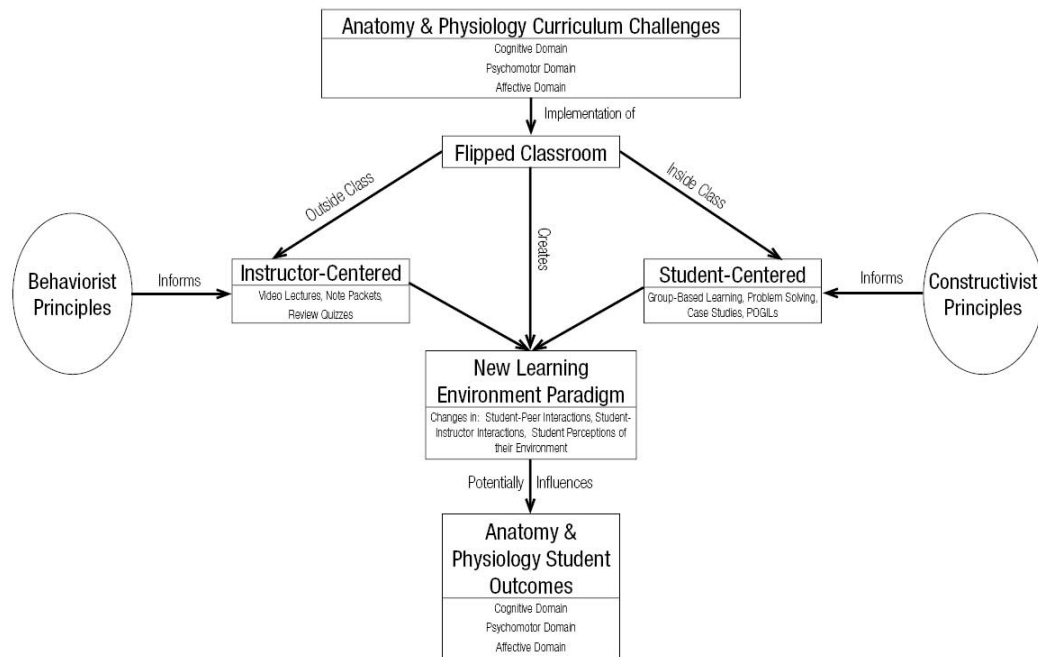 Anatomy & Physiology Curriculum Challenges
Cognitive Domain
Psychomotor Domain
Affective Domain
Implementation of
Flipped Classroom
Outside Class
Inside Class
Creates
Behaviorist
Principles
Informs
Instructor-Centered
Video Lectures, Note Packets,
Review Quizzes
Student-Centered
Group-Based Learning, Problem Solving,
Case Studies, POGILs
Informs
Constructivist
Principles
New Learning
Environment Paradigm
Changes in: Student-Peer Interactions, Student-
Instructor Interactions, Student Perceptions of
their Environment
Potentially Influences
Anatomy &
Physiology Student
Outcomes
Cognitive Domain
Psychomotor Domain
Affective Domain